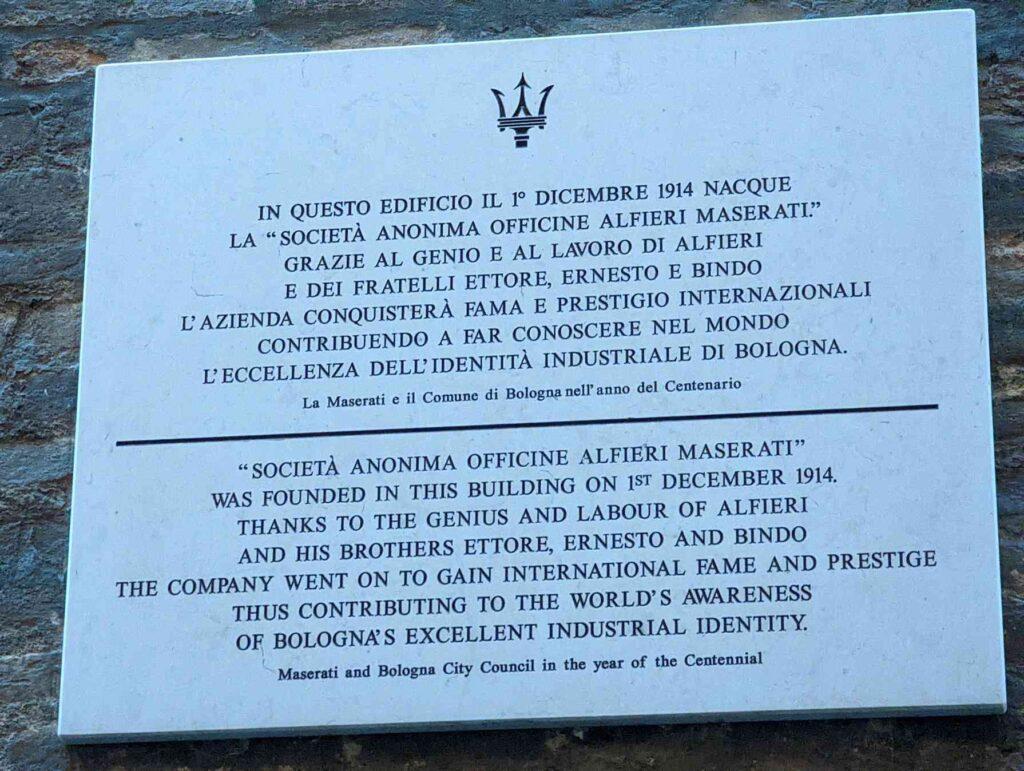 IN QUESTO EDIFICIO IL 1° DICEMBRE 1914 NACQUE
LA “SOCIETÀ ANONIMA OFFICINE ALFIERI MASERATI.”
GRAZIE AL GENIO E AL LAVORO DI ALFIERI
E DEI FRATELLI ETTORE, ERNESTO E BINDO
L’AZIENDA CONQUISTERÀ FAMA E PRESTIGIO INTERNAZIONALI
CONTRIBUENDO A FAR CONOSCERE NEL MONDO
L’ECCELLENZA DELL’IDENTITÀ INDUSTRIALE DI BOLOGNA.
La Maserati e il Comune di Bologna nell’anno del Centenario
“SOCIETÀ ANONIMA OFFICINE ALFIERI MASERATI”
WAS FOUNDED IN THIS BUILDING ON 1ST DECEMBER 1914.
THANKS TO THE GENIUS AND LABOUR OF ALFIERI
AND HIS BROTHERS ETTORE, ERNESTO AND BINDO
THE COMPANY WENT ON TO GAIN INTERNATIONAL FAME AND PRESTIGE
THUS CONTRIBUTING TO THE WORLD’S AWARENESS
OF BOLOGNA’S EXCELLENT INDUSTRIAL IDENTITY.
Maserati and Bologna City Council in the year of the Centennial